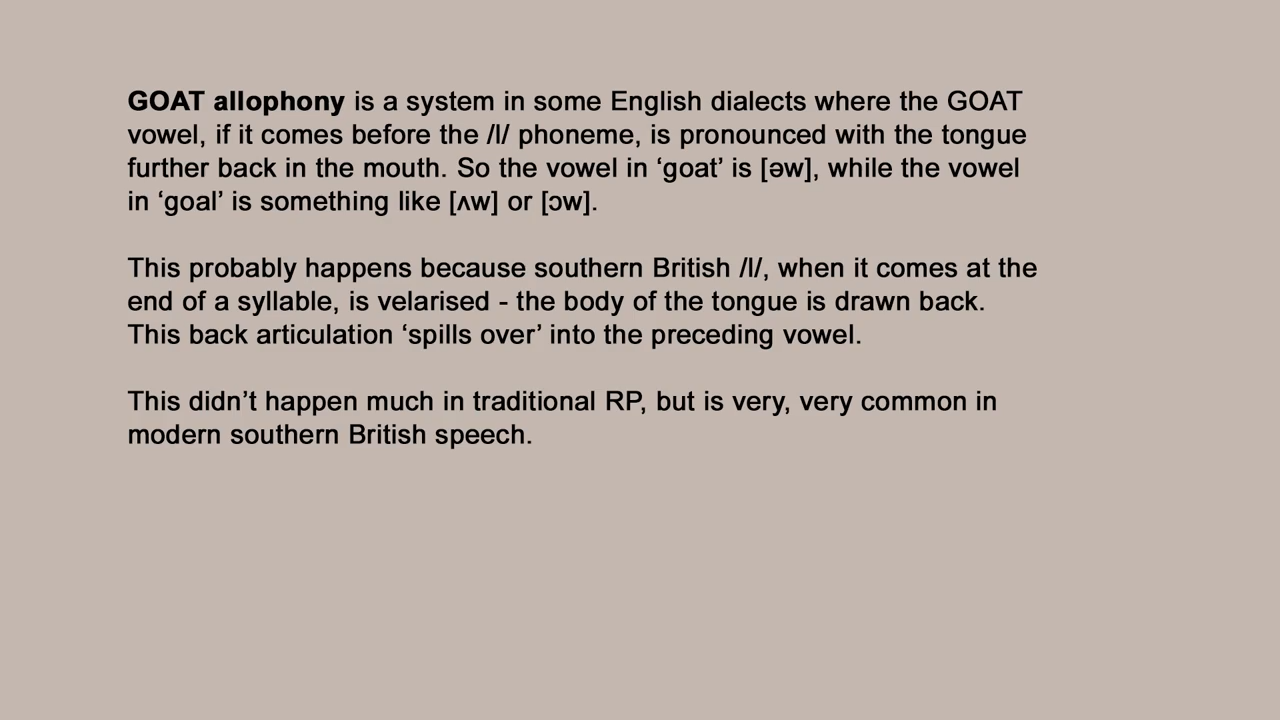 GOAT allophony is a system in some English dialects where the GOAT
vowel, if it comes before the /l/ phoneme, is pronounced with the tongue
further back in the mouth. So the vowel in ‘goat’ is [əw], while the vowel
in ‘goal’ is something like [ʌw] or [ɔw].
This probably happens because southern British /l/, when it comes at the
end of a syllable, is velarised - the body of the tongue is drawn back.
This back articulation ‘spills over’ into the preceding vowel.
This didn’t happen much in traditional RP, but is very, very common in
modern southern British speech.